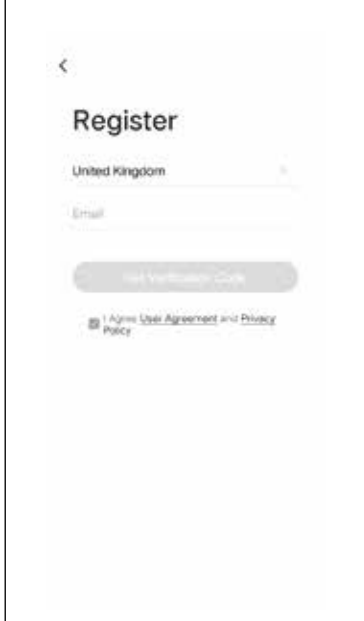 Register
United Kingdom
Email
Get Verification Code
I Agree User Agreement and Privacy
Policy